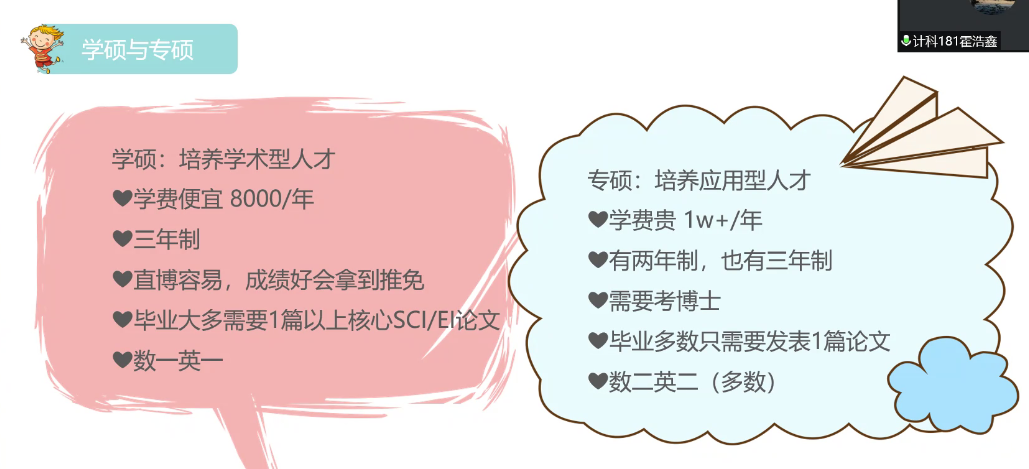 学硕与专硕
计科181霍浩鑫
学硕：培养学术型人才
♥学费便宜 8000/年
♥三年制
♥直博容易，成绩好会拿到推免
♥毕业大多需要1篇以上核心SCI/EI论文
♥数一英一
专硕：培养应用型人才
♥学费贵 1w+/年
♥有两年制，也有三年制
♥需要考博士
♥毕业多数只需要发表1篇论文
♥数二英二（多数）